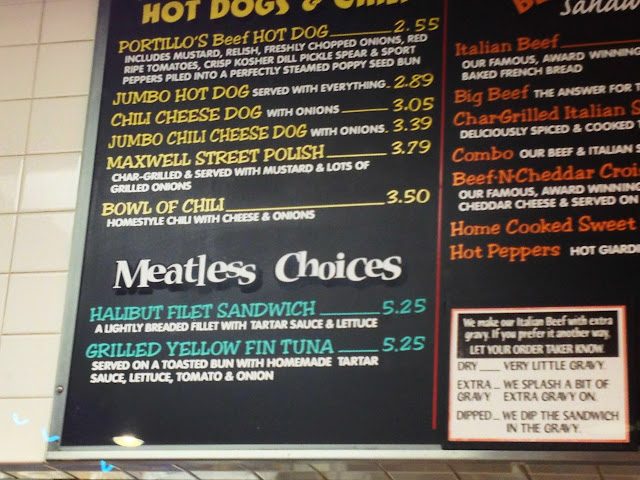 HOT DOGS & CHILI
PORTILLO'S Beef HOT DOG 2.55
INCLUDES MUSTARD, RELISH, FRESHLY CHOPPED ONIONS, RED
RIPE TOMATOES, CRISP KOSHER DILL PICKLE SPEAR & SPORT
PEPPERS PILED INTO A PERFECTLY STEAMED POPPY SEED BUN
JUMBO HOT DOG SERVED WITH EVERYTHING 2.89
CHILI CHEESE DOG WITH ONIONS 3.05
JUMBO CHILI CHEESE DOG WITH ONIONS 3.39
MAXWELL STREET POLISH 3.79
CHAR-GRILLED & SERVED WITH MUSTARD & LOTS OF
GRILLED ONIONS
BOWL OF CHILI 3.50
HOMESTYLE CHILI WITH CHEESE & ONIONS
Meatless Choices
HALIBUT FILET SANDWICH 5.25
A LIGHTLY BREADED FILLET WITH TARTAR SAUCE & LETTUCE
GRILLED YELLOW FIN TUNA 5.25
SERVED ON A TOASTED BUN WITH HOMEMADE TARTAR
SAUCE, LETTUCE, TOMATO & ONION
Italian Beef
OUR FAMOUS, AWARD WINNING
BAKED FRENCH BREAD
Big Beef THE ANSWER FOR
Char-Grilled Italian
DELICIOUSLY SPICED & COOKED
Combo OUR BEEF & ITALIAN
Beef-N-Cheddar
OUR FAMOUS, AWARD WINNING
CHEDDAR CHEESE & SERVED ON
Home Cooked Sweet
Hot Peppers HOT
We make our Italian Beef with extra
gravy. If you prefer it another way,
LET YOUR ORDER TAKER KNOW.
DRY VERY LITTLE GRAVY.
EXTRA WE SPLASH A BIT OF
GRAVY EXTRA GRAVY ON.
DIPPED WE DIP THE SANDWICH
IN THE GRAVY.